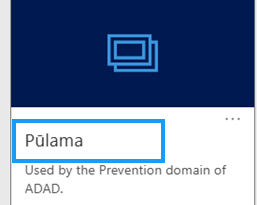 ...
Pūlama
Used by the Prevention domain of
ADAD.